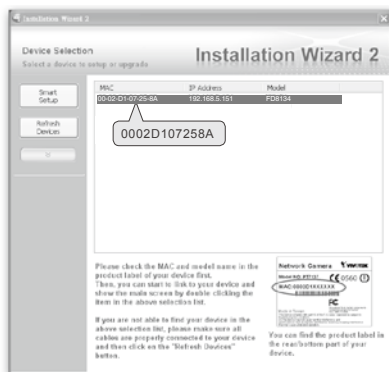 Installation Wizard 2
Device Selection
Select a device to setup or upgrade
Installation Wizard 2
Smart
Setup
Refresh
Devices
MAC IP Address Model
00-02-D1-07-25-8A 192.168.5.151 FD8134
0002D107258A
Please check the MAC and model name in the
product label of your device first.
Then, you can start to link to your device and
show the main screen by double clicking the
item in the above selection list.
If you are not able to find your device in the
above selection list, please make sure all
cables are properly connected to your device
and then click on the "Refresh Devices"
button.
Network Camera VIVOTEK
0560
FC
You can find the product label in
the rear/bottom part of your
device.